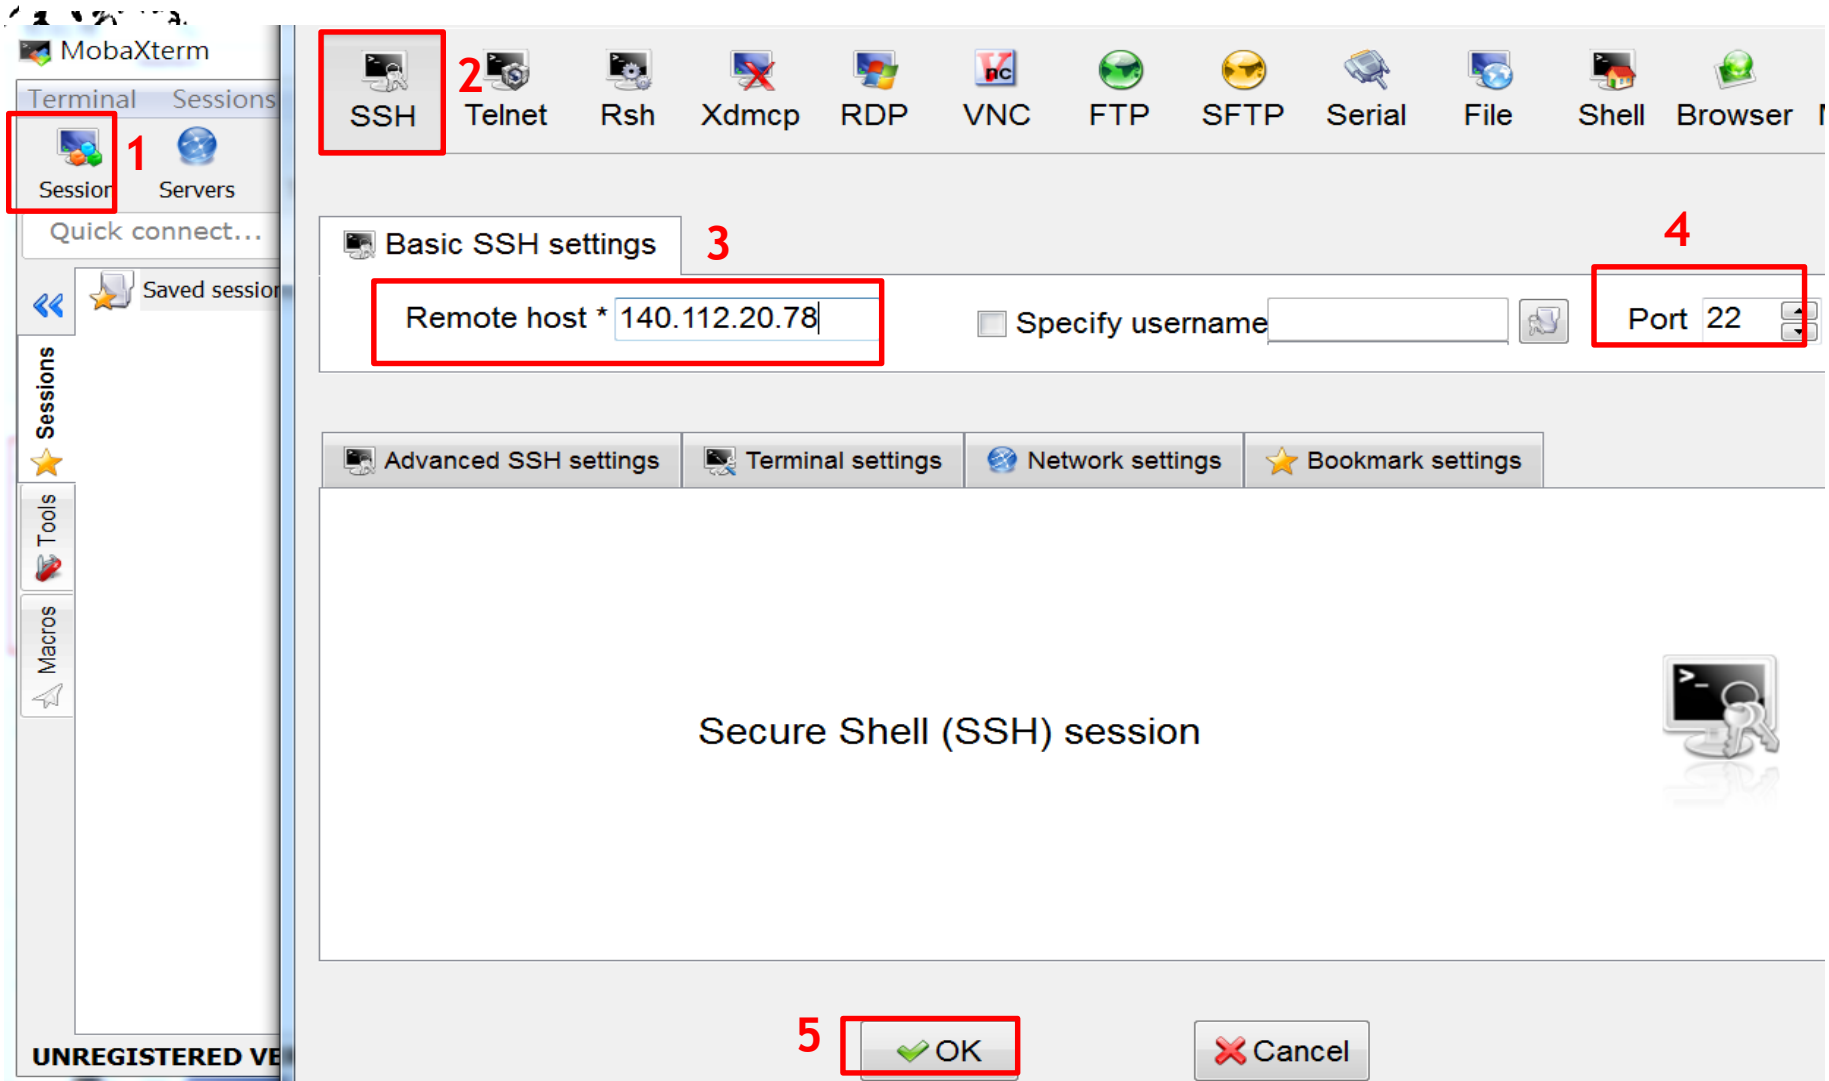 MobaXterm
Terminal Sessions
Session Servers
1
Quick connect...
Saved session
Sessions
Tools
Macros
UNREGISTERED VE
SSH Telnet Rsh Xdmcp RDP VNC FTP SFTP Serial File Shell Browser
2
Basic SSH settings
3
4
Remote host * 140.112.20.78 Specify username Port 22
Advanced SSH settings Terminal settings Network settings Bookmark settings
Secure Shell (SSH) session
5
OK Cancel